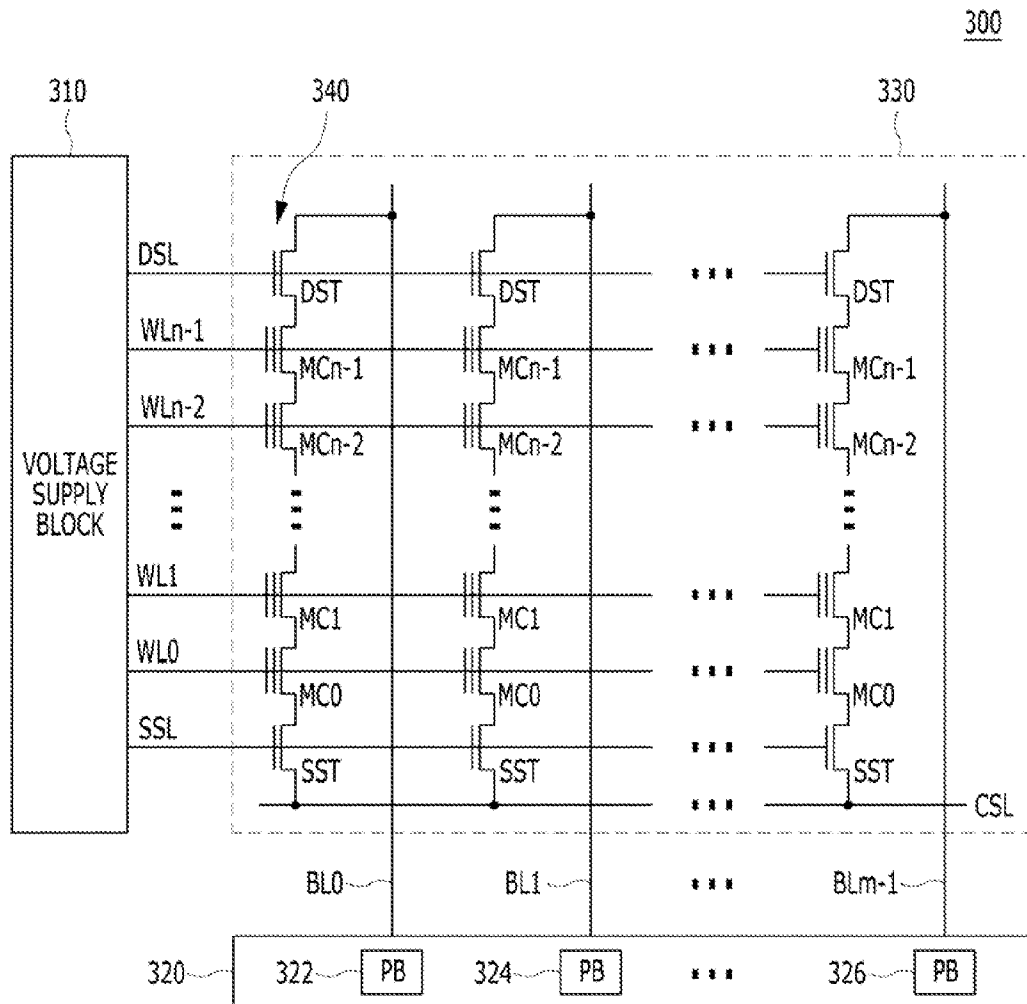 300
310
340
330
DSL
DST DST DST
WLn-1
MCn-1 MCn-1 MCn-1
WLn-2
MCn-2 MCn-2 MCn-2
VOLTAGE
SUPPLY
BLOCK
WL1
MC1 MC1 MC1
WL0
MC0 MC0 MC0
SSL
SST SST SST
CSL
BL0 BL1 BLm-1
320 322 PB 324 PB 326 PB